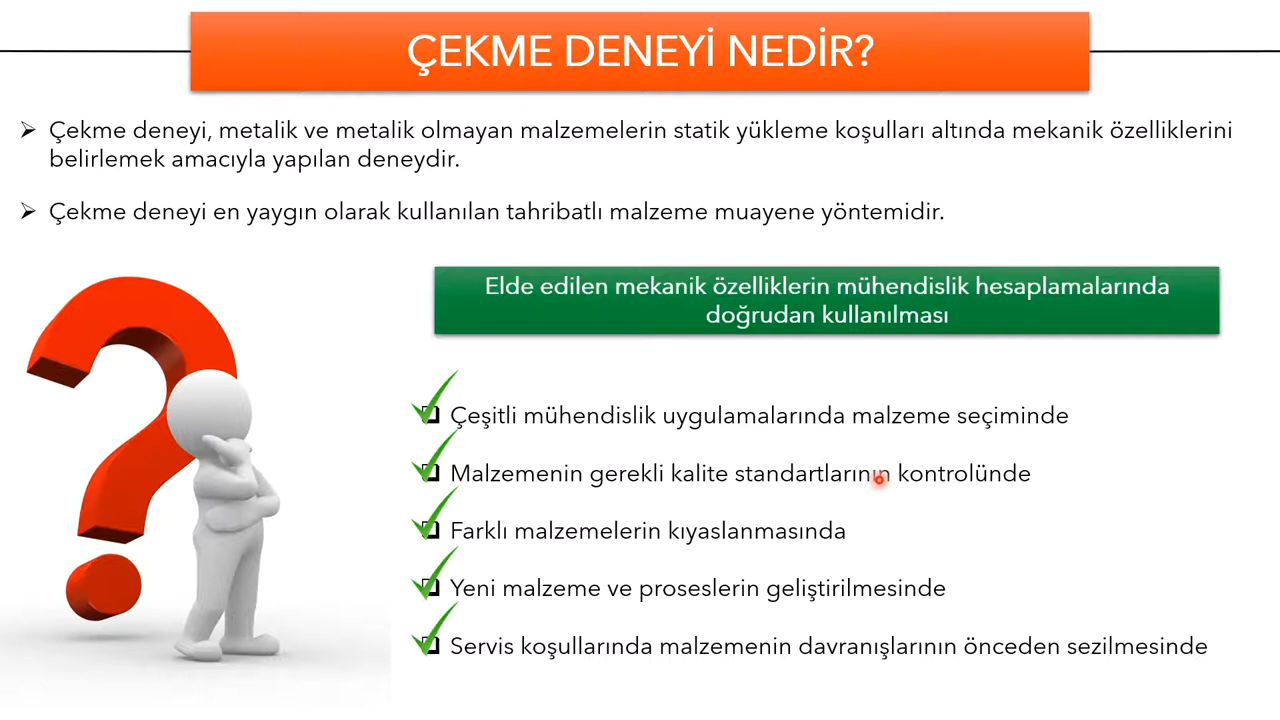 ÇEKME DENEYİ NEDİR?
Çekme deneyi, metalik ve metalik olmayan malzemelerin statik yükleme koşulları altında mekanik özelliklerini
belirlemek amacıyla yapılan deneydir.
Çekme deneyi en yaygın olarak kullanılan tahribatlı malzeme muayene yöntemidir.
Elde edilen mekanik özelliklerin mühendislik hesaplamalarında
doğrudan kullanılması
Çeşitli mühendislik uygulamalarında malzeme seçiminde
Malzemenin gerekli kalite standartlarının kontrolünde
Farklı malzemelerin kıyaslanmasında
Yeni malzeme ve proseslerin geliştirilmesinde
Servis koşullarında malzemenin davranışlarının önceden sezilmesinde